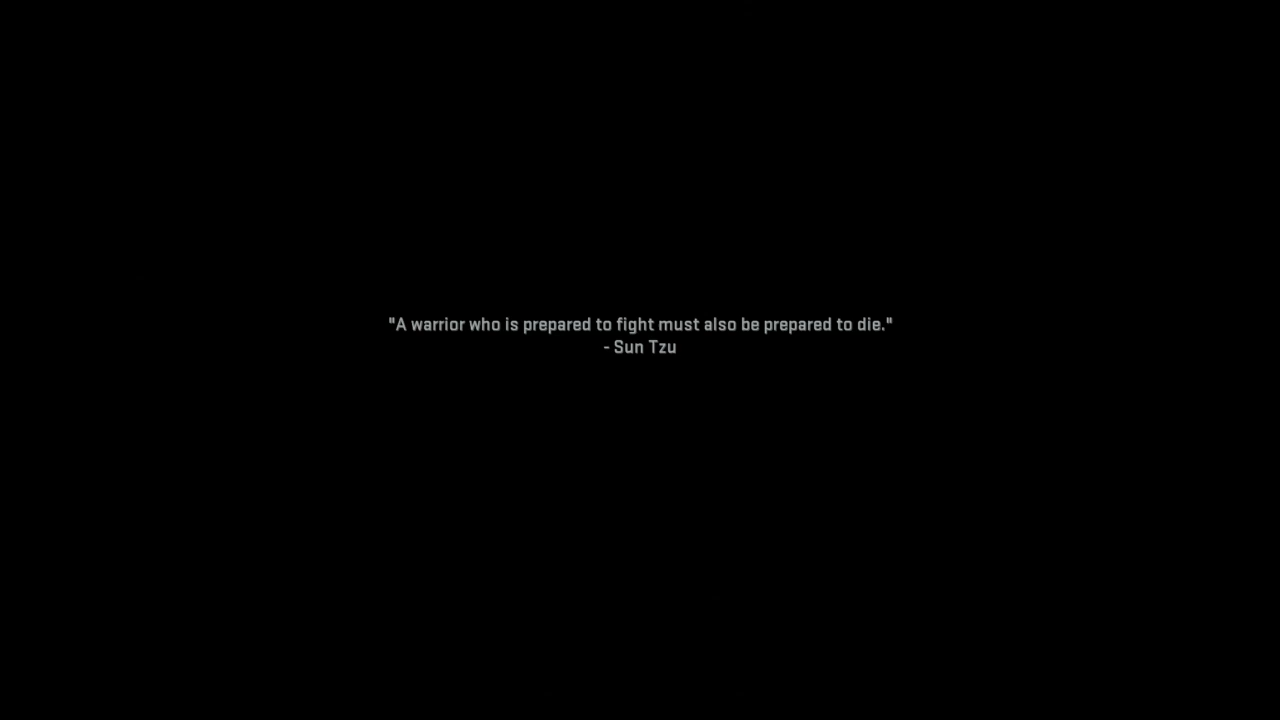 "A warrior who is prepared to fight must also be prepared to die."
- Sun Tzu